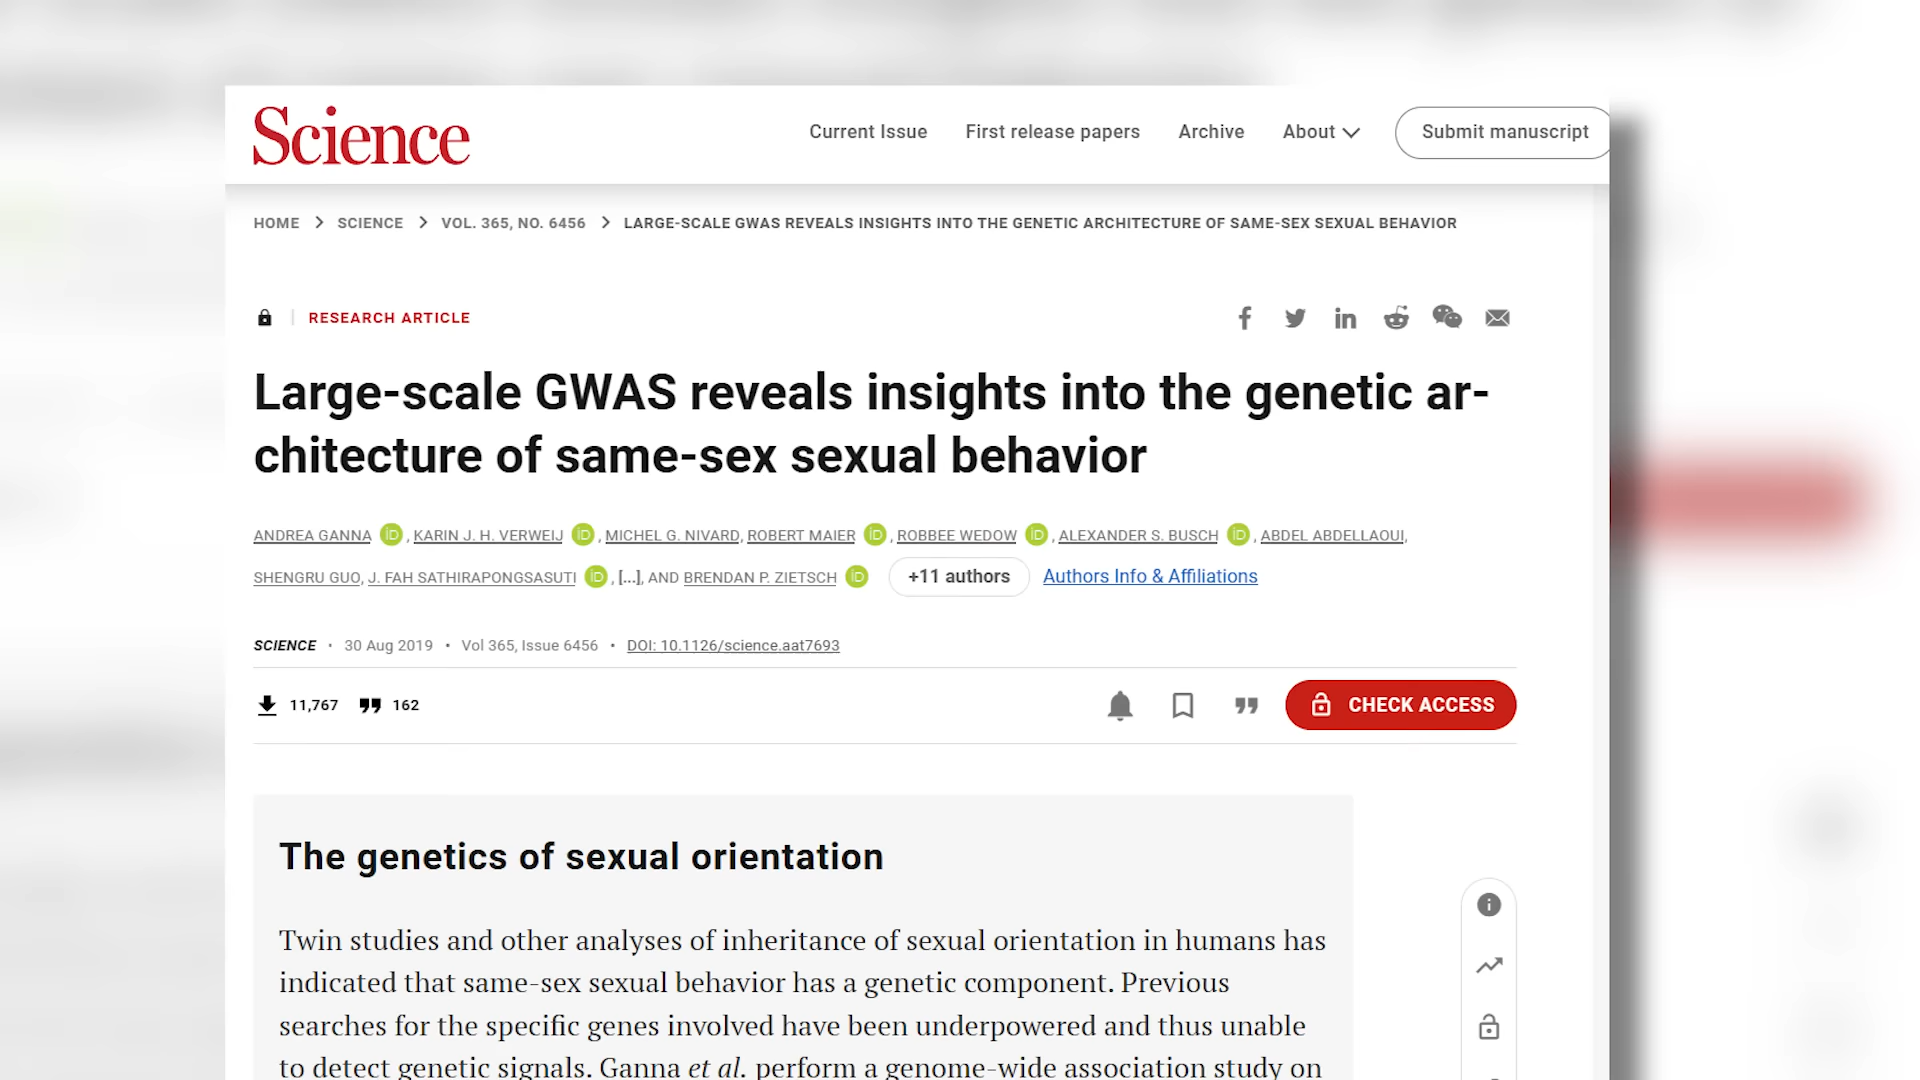 Science
Current Issue First release papers Archive About Submit manuscript
HOME > SCIENCE > VOL. 365, NO. 6456 > LARGE-SCALE GWAS REVEALS INSIGHTS INTO THE GENETIC ARCHITECTURE OF SAME-SEX SEXUAL BEHAVIOR
RESEARCH ARTICLE
Large-scale GWAS reveals insights into the genetic ar-
chitecture of same-sex sexual behavior
ANDREA GANNA iD, KARIN J. H. VERWEIJ iD, MICHEL G. NIVARD, ROBERT MAIER iD, ROBBEE WEDOW iD, ALEXANDER S. BUSCH iD, ABDEL ABDELLAOUI,
SHENGRU GUO, J. FAH SATHIRAPONGSASUTI iD, [...], AND BRENDAN P. ZIETSCH iD +11 authors Authors Info & Affiliations
SCIENCE • 30 Aug 2019 • Vol 365, Issue 6456 • DOI: 10.1126/science.aat7693
11,767 162 CHECK ACCESS
The genetics of sexual orientation
Twin studies and other analyses of inheritance of sexual orientation in humans has
indicated that same-sex sexual behavior has a genetic component. Previous
searches for the specific genes involved have been underpowered and thus unable
to detect genetic signals. Ganna et al. perform a genome-wide association study on